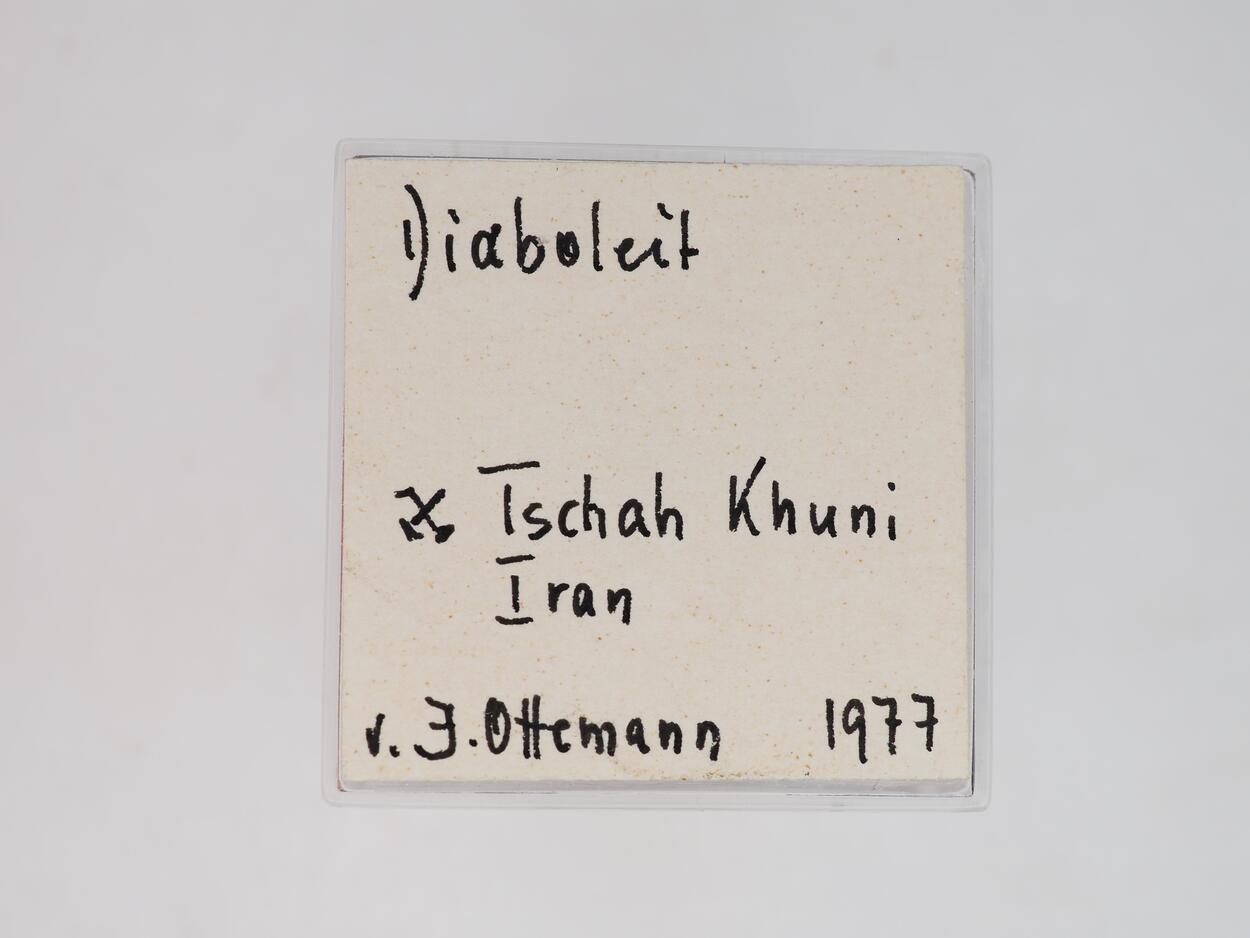 Diaboleit
⚒ Tschah Khuni
Iran
v. J. Ottemann 1977